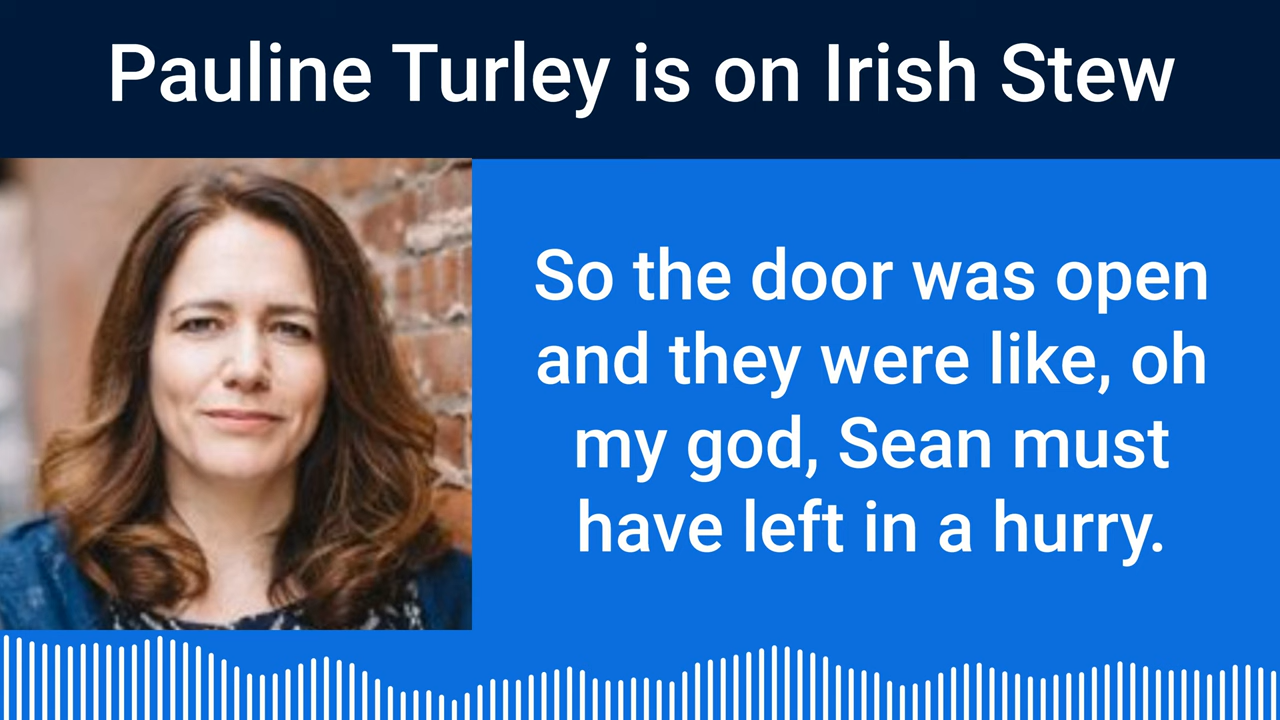 Pauline Turley is on Irish Stew
So the door was open
and they were like, oh
my god, Sean must
have left in a hurry.